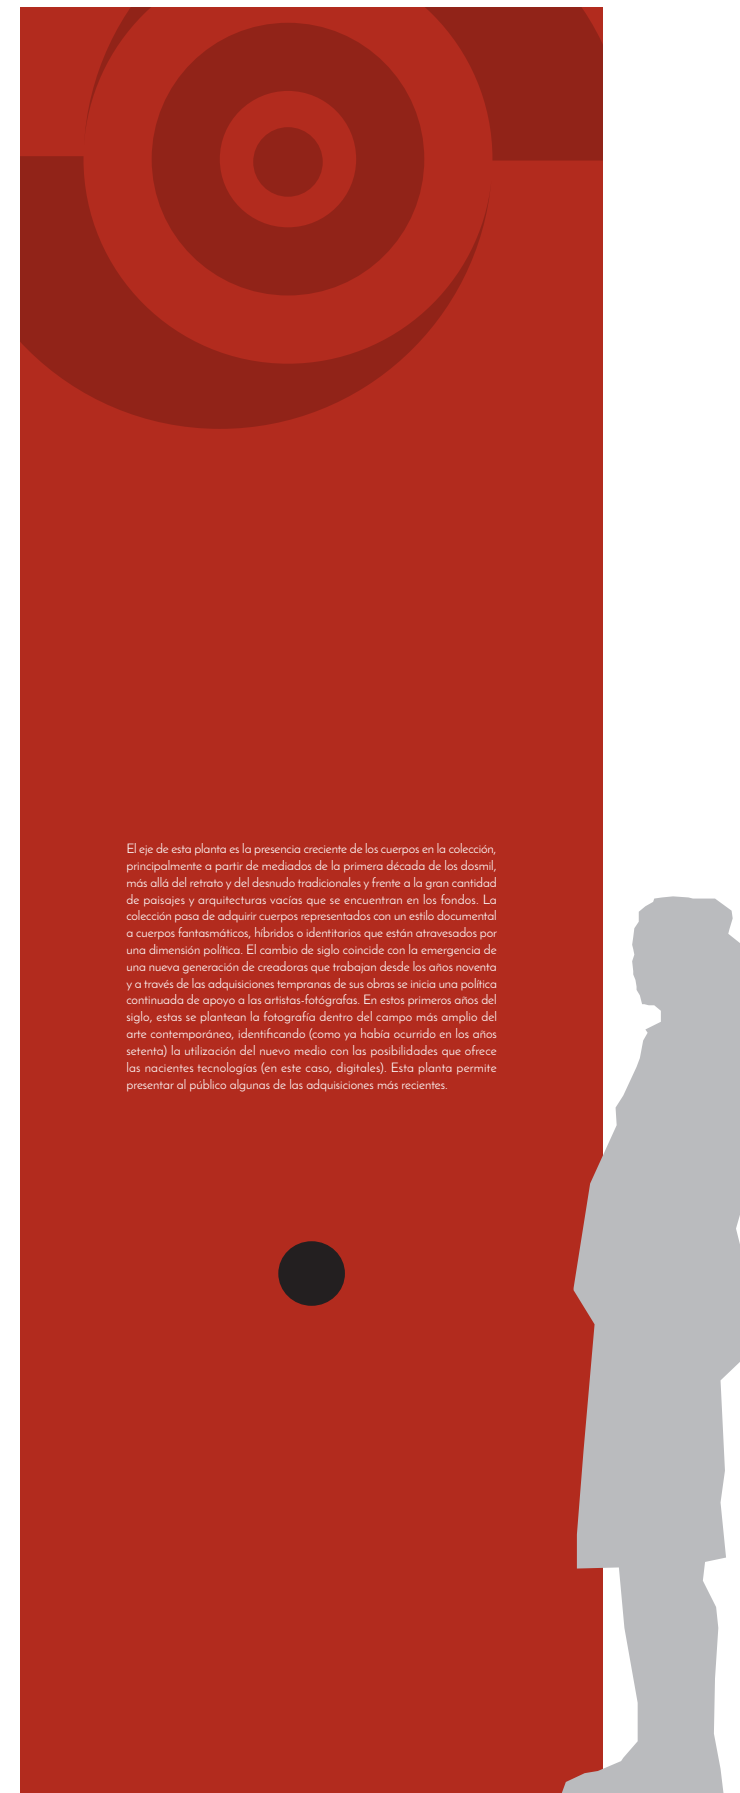 El eje de esta planta es la presencia creciente de los cuerpos en la colección,
principalmente a partir de mediados de la primera década de los dosmil,
más allá del retrato y del desnudo tradicionales y frente a la gran cantidad
de paisajes y arquitecturas vacías que se encuentran en los fondos. La
colección pasa de adquirir cuerpos representados con un estilo documental
a cuerpos fantasmáticos, híbridos o identitarios que están atravesados por
una dimensión política. El cambio de siglo coincide con la emergencia de
una nueva generación de creadoras que trabajan desde los años noventa
y a través de las adquisiciones tempranas de sus obras se inicia una política
continuada de apoyo a las artistas-fotógrafas. En estos primeros años del
siglo, estas se plantean la fotografía dentro del campo más amplio del
arte contemporáneo, identificando (como ya había ocurrido en los años
setenta) la utilización del nuevo medio con las posibilidades que ofrece
las nacientes tecnologías (en este caso, digitales). Esta planta permite
presentar al público algunas de las adquisiciones más recientes.